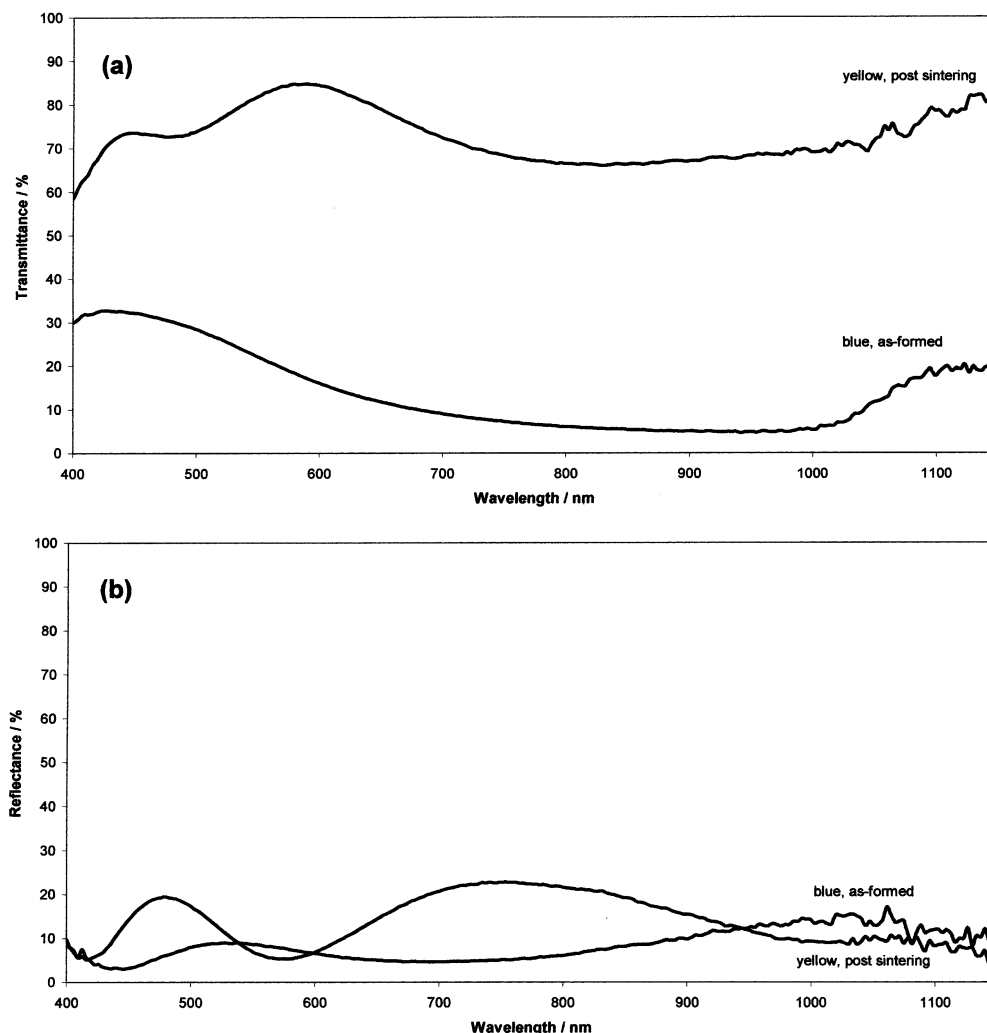 (a)
100
90
80
70
60
50
40
30
20
10
0
Transmittance / %
yellow, post sintering
blue, as-formed
400 500 600 700 800 900 1000 1100
Wavelength / nm
(b)
100
90
80
70
60
50
40
30
20
10
0
Reflectance / %
blue, as-formed
yellow, post sintering
400 500 600 700 800 900 1000 1100
Wavelength / nm